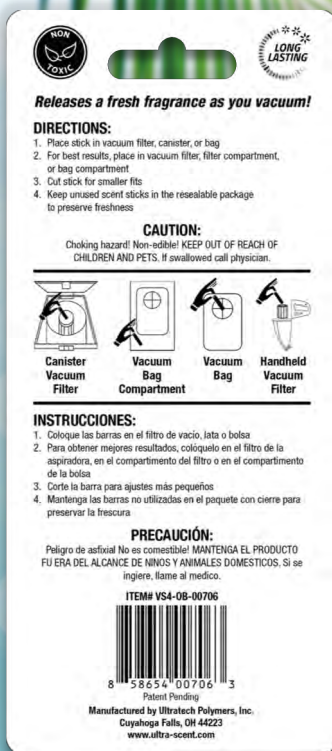 NON
TOXIC
LONG
LASTING
Releases a fresh fragrance as you vacuum!
DIRECTIONS:
1. Place stick in vacuum filter, canister, or bag
2. For best results, place in vacuum filter, filter compartment,
or bag compartment
3. Cut stick for smaller fits
4. Keep unused scent sticks in the resealable package
to preserve freshness
CAUTION:
Choking hazard! Non-edible! KEEP OUT OF REACH OF
CHILDREN AND PETS. If swallowed call physician.
Canister Vacuum Vacuum Handheld
Vacuum Bag Bag Vacuum
Filter Compartment Filter
INSTRUCCIONES:
1. Coloque las barras en el filtro de vacío, lata o bolsa
2. Para obtener mejores resultados, colóquelo en el filtro de la
aspiradora, en el compartimento del filtro o en el compartimento
de la bolsa
3. Corte la barra para ajustes más pequeños
4. Mantenga las barras no utilizadas en el paquete con cierre para
preservar la frescura
PRECAUCIÓN:
Peligro de asfixia! No es comestible! MANTENGA EL PRODUCTO
FU ERA DEL ALCANCE DE NINOS Y ANIMALES DOMESTICOS. Si se
ingiere, llame al medico.
ITEM# VS4-OB-00706
8 58654 00706 3
Patent Pending
Manufactured by Ultratech Polymers, Inc.
Cuyahoga Falls, OH 44223
www.ultra-scent.com